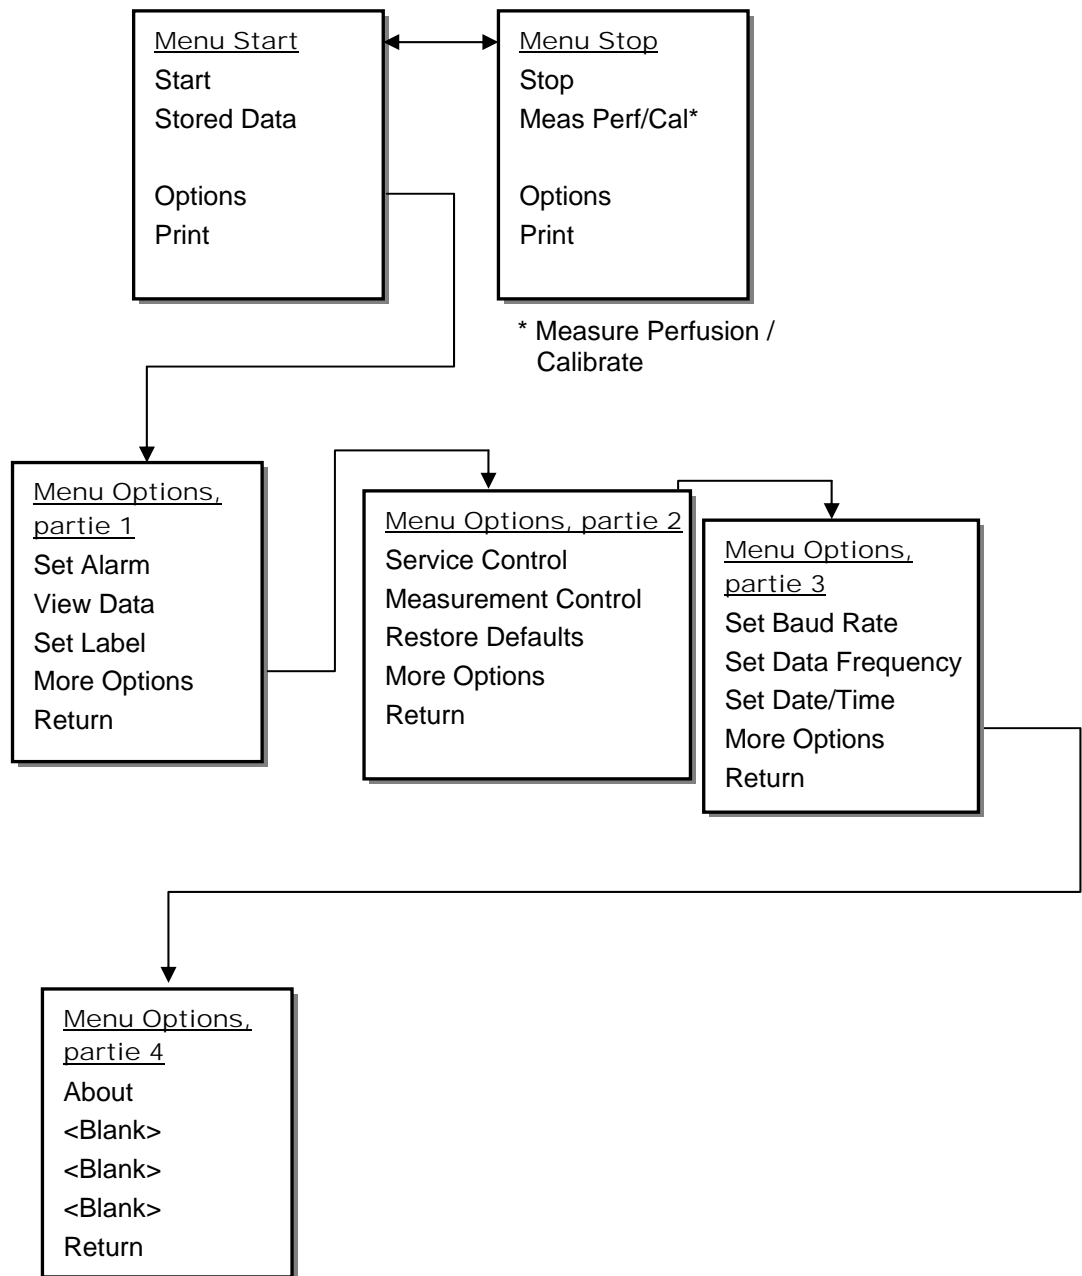 Menu Start
Start
Stored Data
Options
Print
Menu Stop
Stop
Meas Perf/Cal*
Options
Print
* Measure Perfusion /
Calibrate
Menu Options,
partie 1
Set Alarm
View Data
Set Label
More Options
Return
Menu Options, partie 2
Service Control
Measurement Control
Restore Defaults
More Options
Return
Menu Options,
partie 3
Set Baud Rate
Set Data Frequency
Set Date/Time
More Options
Return
Menu Options,
partie 4
About
<Blank>
<Blank>
<Blank>
Return